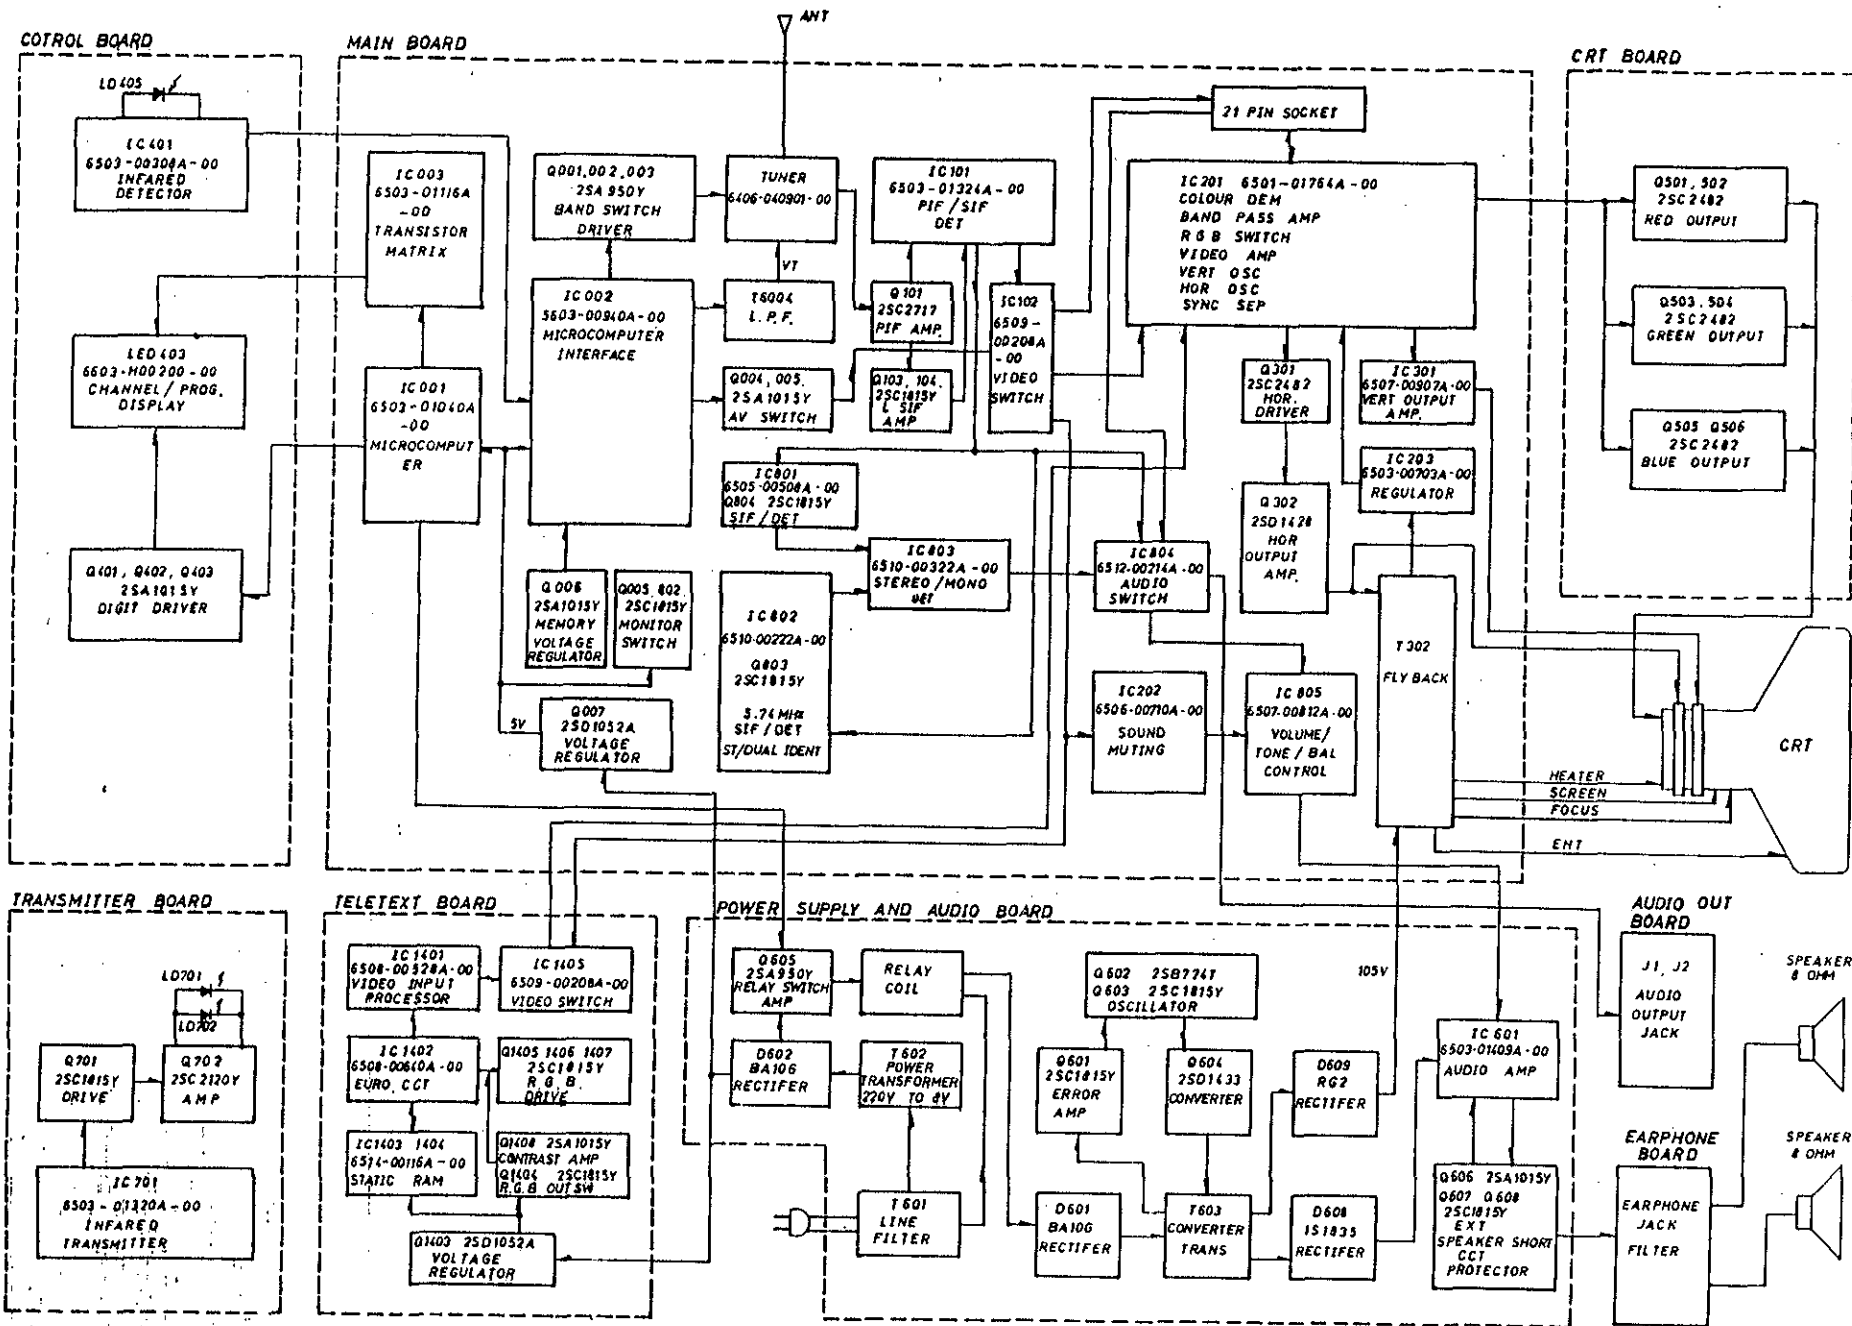 COTROL BOARD
LD405
IC401
6503-00308A-00
INFARED
DETECTOR
LED403
6603-H00200-00
CHANNEL/PROG.
DISPLAY
Q401, Q402, Q403
2SA1015Y
DIGIT DRIVER
MAIN BOARD
ANT
IC003
6503-01116A
-00
TRANSISTOR
MATRIX
IC001
6503-01040A
-00
MICROCOMPUT
ER
Q001,002,003
2SA950Y
BAND SWITCH
DRIVER
IC002
5603-00940A-00
MICROCOMPUTER
INTERFACE
TUNER
6406-040901-00
VT
T6004
L.P.F.
Q004,005.
2SA1015Y
AV SWITCH
IC101
6503-01324A-00
PIF/SIF
DET
Q101
2SC2717
PIF AMP.
Q103, 104.
2SC1815Y
L SIF
AMP
IC102
6509-
00208A
-00
VIDEO
SWITCH
21 PIN SOCKET
IC201 6501-01764A-00
COLOUR DEM
BAND PASS AMP
RGB SWITCH
VIDEO AMP
VERT OSC
HOR OSC
SYNC SEP
Q301
2SC2482
HOR.
DRIVER
IC301
6507-00907A-00
VERT OUTPUT
AMP.
IC203
6503-00703A-00
REGULATOR
Q302
2SD1428
HOR
OUTPUT
AMP.
IC801
6505-00508A-00
Q804 2SC1815Y
SIF/DET
IC803
6510-00322A-00
STEREO/MONO
DET
IC804
6512-00214A-00
AUDIO
SWITCH
Q006
2SA1015Y
MEMORY
VOLTAGE
REGULATOR
Q005,802.
2SC1815Y
MONITOR
SWITCH
IC802
6510-00222A-00
Q803
2SC1815Y
5.74MHz
SIF/DET
ST/DUAL IDENT
5V
Q007
2SD1052A
VOLTAGE
REGULATOR
IC202
6506-00710A-00
SOUND
MUTING
IC805
6507-00812A-00
VOLUME/
TONE/BAL
CONTROL
T302
FLYBACK
HEATER
SCREEN
FOCUS
EHT
CRT BOARD
Q501, 502
2SC2482
RED OUTPUT
Q503, 504
2SC2482
GREEN OUTPUT
Q505 Q506
2SC2482
BLUE OUTPUT
CRT
TRANSMITTER BOARD
LD701
LD702
Q701
2SC1815Y
DRIVE
Q702
2SC2120Y
AMP
IC701
6503-01320A-00
INFARED
TRANSMITTER
TELETEXT BOARD
IC1401
6508-00528A-00
VIDEO INPUT
PROCESSOR
IC1405
6509-00208A-00
VIDEO SWITCH
IC1402
6508-00640A-00
EURO. CCT
Q1405 1406 1407
2SC1815Y
R. G. B.
DRIVE
IC1403 1404
6514-00116A-00
STATIC RAM
Q1408 2SA1015Y
CONTRAST AMP
Q1404 2SC1815Y
R.G.B OUT SW
Q1403 2SD1052A
VOLTAGE
REGULATOR
POWER SUPPLY AND AUDIO BOARD
Q605
2SA950Y
RELAY SWITCH
AMP
RELAY
COIL
D602
BA10G
RECTIFER
T602
POWER
TRANSFORMER
220V TO 8V
T601
LINE
FILTER
Q602 2SB774T
Q603 2SC1815Y
OSCILLATOR
Q601
2SC1815Y
ERROR
AMP
Q604
2SD1433
CONVERTER
D609
RG2
RECTIFER
105V
D601
BA10G
RECTIFER
T603
CONVERTER
TRANS
D608
1S1835
RECTIFER
IC601
6503-01409A-00
AUDIO AMP
Q606 2SA1015Y
Q607 Q608
2SC1815Y
EXT
SPEAKER SHORT
CCT
PROTECTOR
AUDIO OUT
BOARD
J1, J2
AUDIO
OUTPUT
JACK
SPEAKER
8 OHM
EARPHONE
BOARD
EARPHONE
JACK
FILTER
SPEAKER
8 OHM